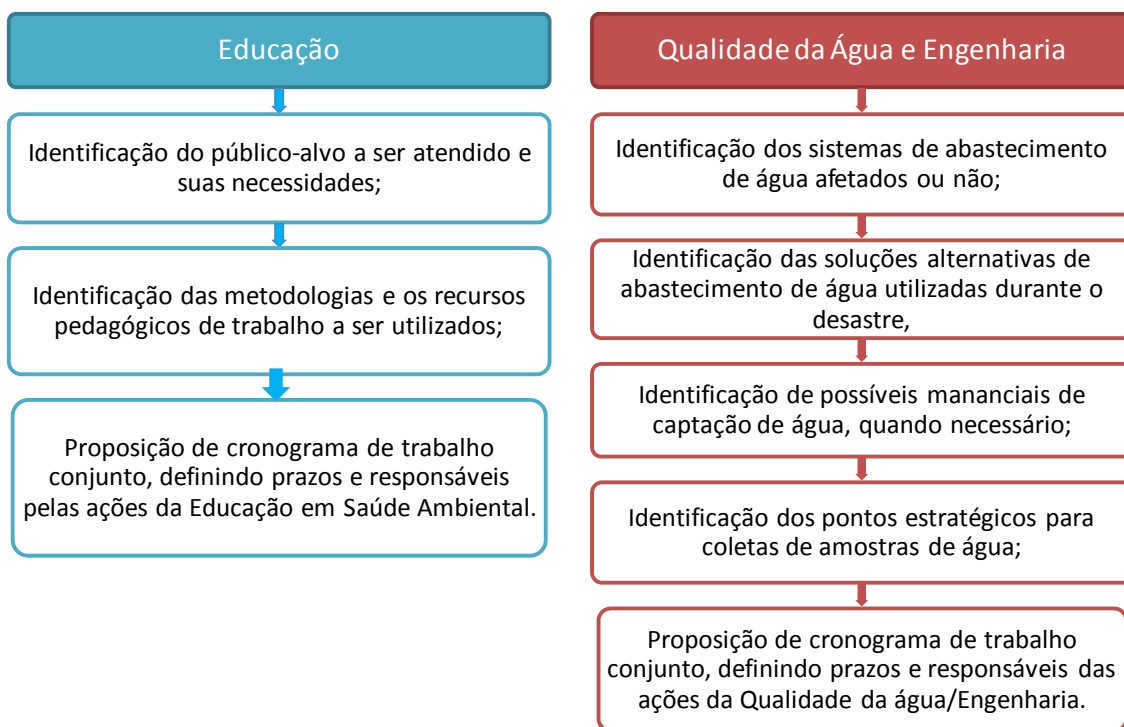 Educação
Identificação do público-alvo a ser atendido e
suas necessidades;
Identificação das metodologias e os recursos
pedagógicos de trabalho a ser utilizados;
Proposição de cronograma de trabalho
conjunto, definindo prazos e responsáveis
pelas ações da Educação em Saúde Ambiental.
Qualidade da Água e Engenharia
Identificação dos sistemas de abastecimento
de água afetados ou não;
Identificação das soluções alternativas de
abastecimento de água utilizadas durante o
desastre,
Identificação de possíveis mananciais de
captação de água, quando necessário;
Identificação dos pontos estratégicos para
coletas de amostras de água;
Proposição de cronograma de trabalho
conjunto, definindo prazos e responsáveis das
ações da Qualidade da água/Engenharia.